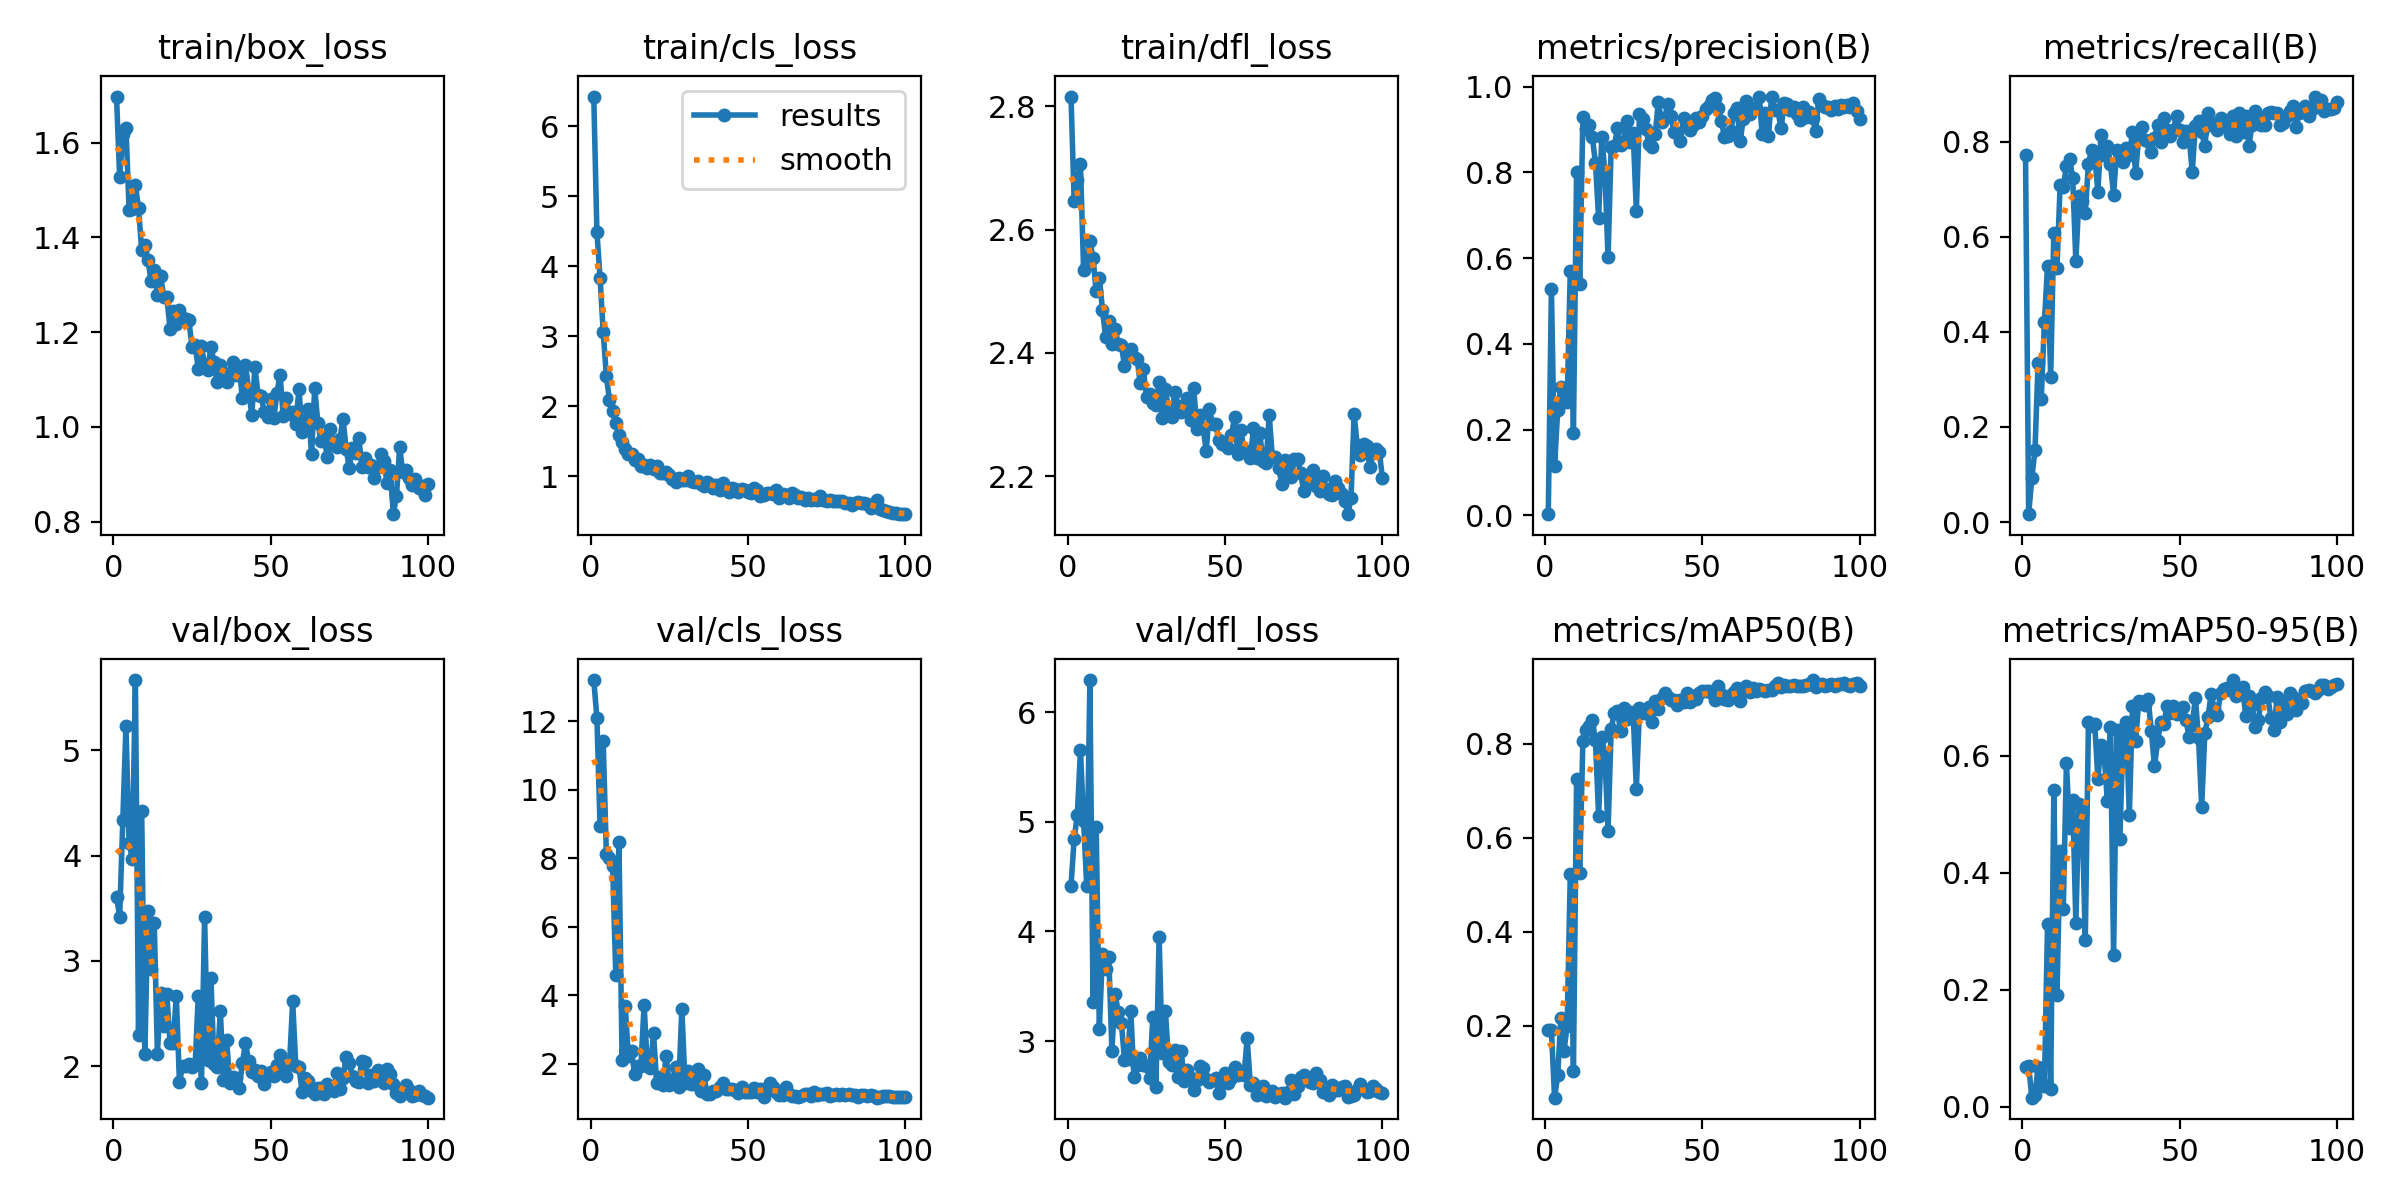 train/box_loss
1.6
1.4
1.2
1.0
0.8
0 50 100
train/cls_loss
results
smooth
6
5
4
3
2
1
0 50 100
train/dfl_loss
2.8
2.6
2.4
2.2
0 50 100
metrics/precision(B)
1.0
0.8
0.6
0.4
0.2
0.0
0 50 100
metrics/recall(B)
0.8
0.6
0.4
0.2
0.0
0 50 100
val/box_loss
5
4
3
2
0 50 100
val/cls_loss
12
10
8
6
4
2
0 50 100
val/dfl_loss
6
5
4
3
0 50 100
metrics/mAP50(B)
0.8
0.6
0.4
0.2
0 50 100
metrics/mAP50-95(B)
0.6
0.4
0.2
0.0
0 50 100